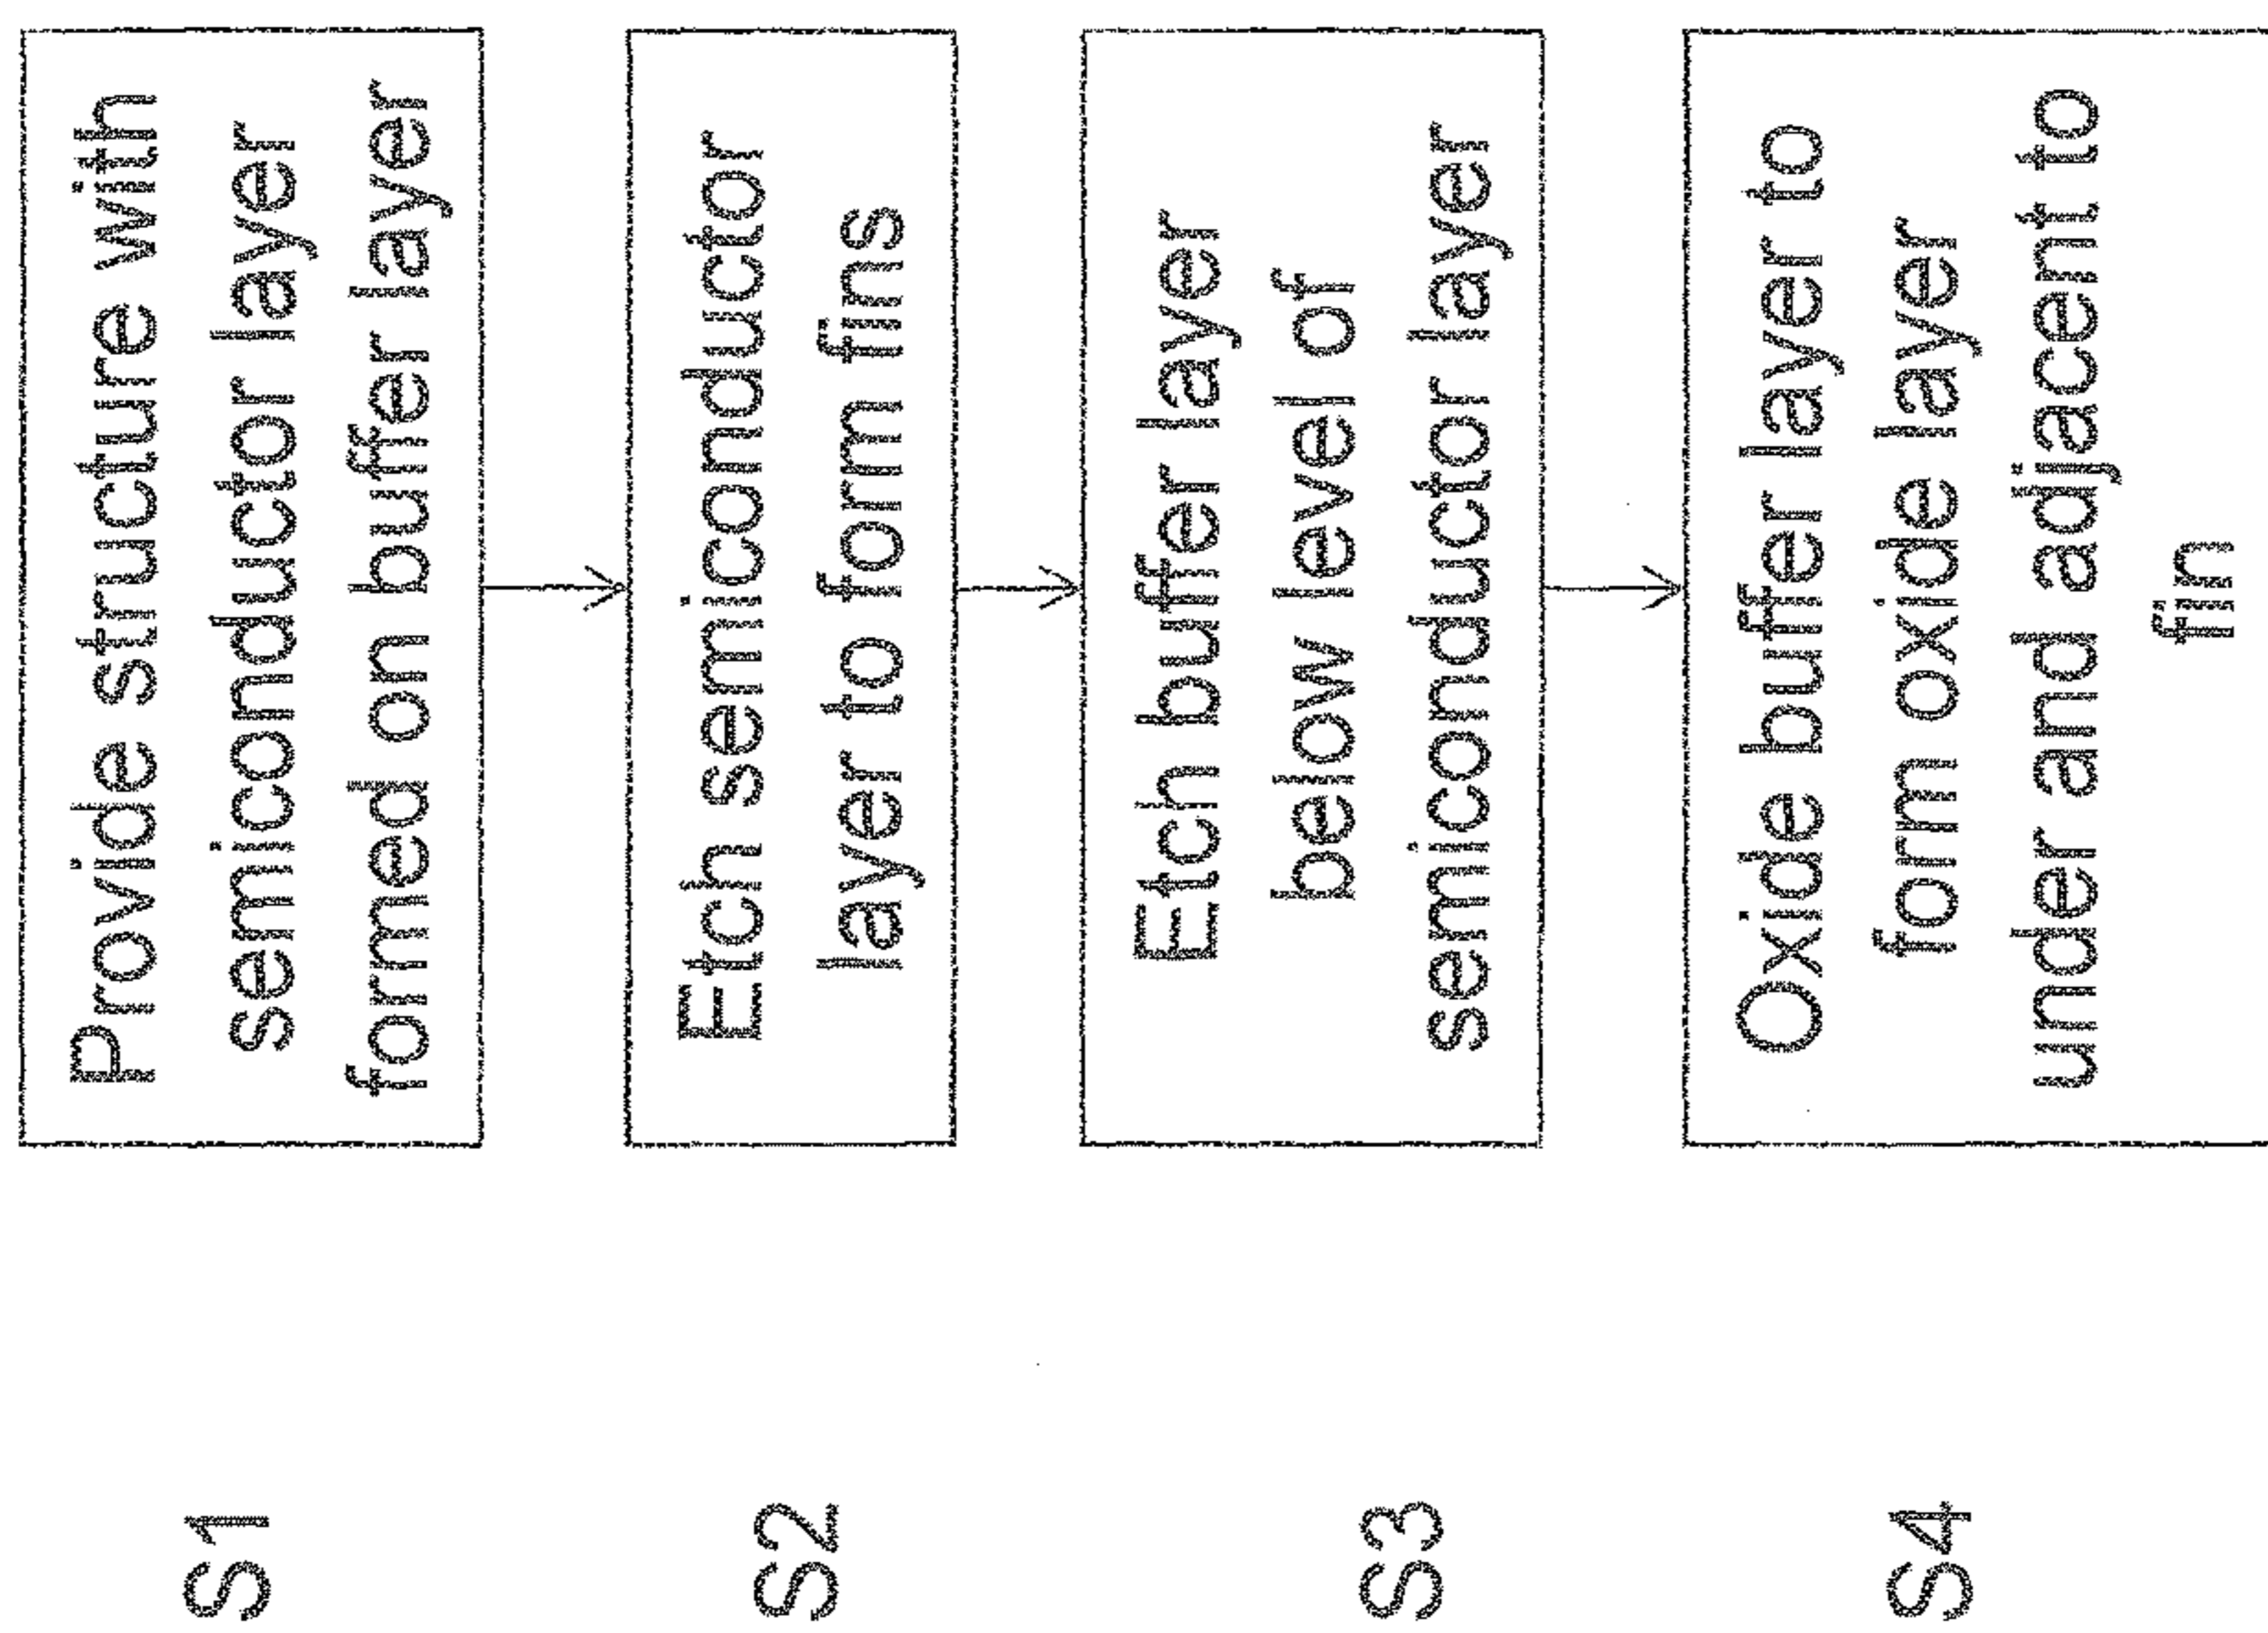 S1
Provide structure with
semiconductor layer
formed on buffer layer
S2
Etch semiconductor
layer to form fins
S3
Etch buffer layer
below level of
semiconductor layer
S4
Oxide buffer layer to
form oxide layer
under and adjacent to
fin